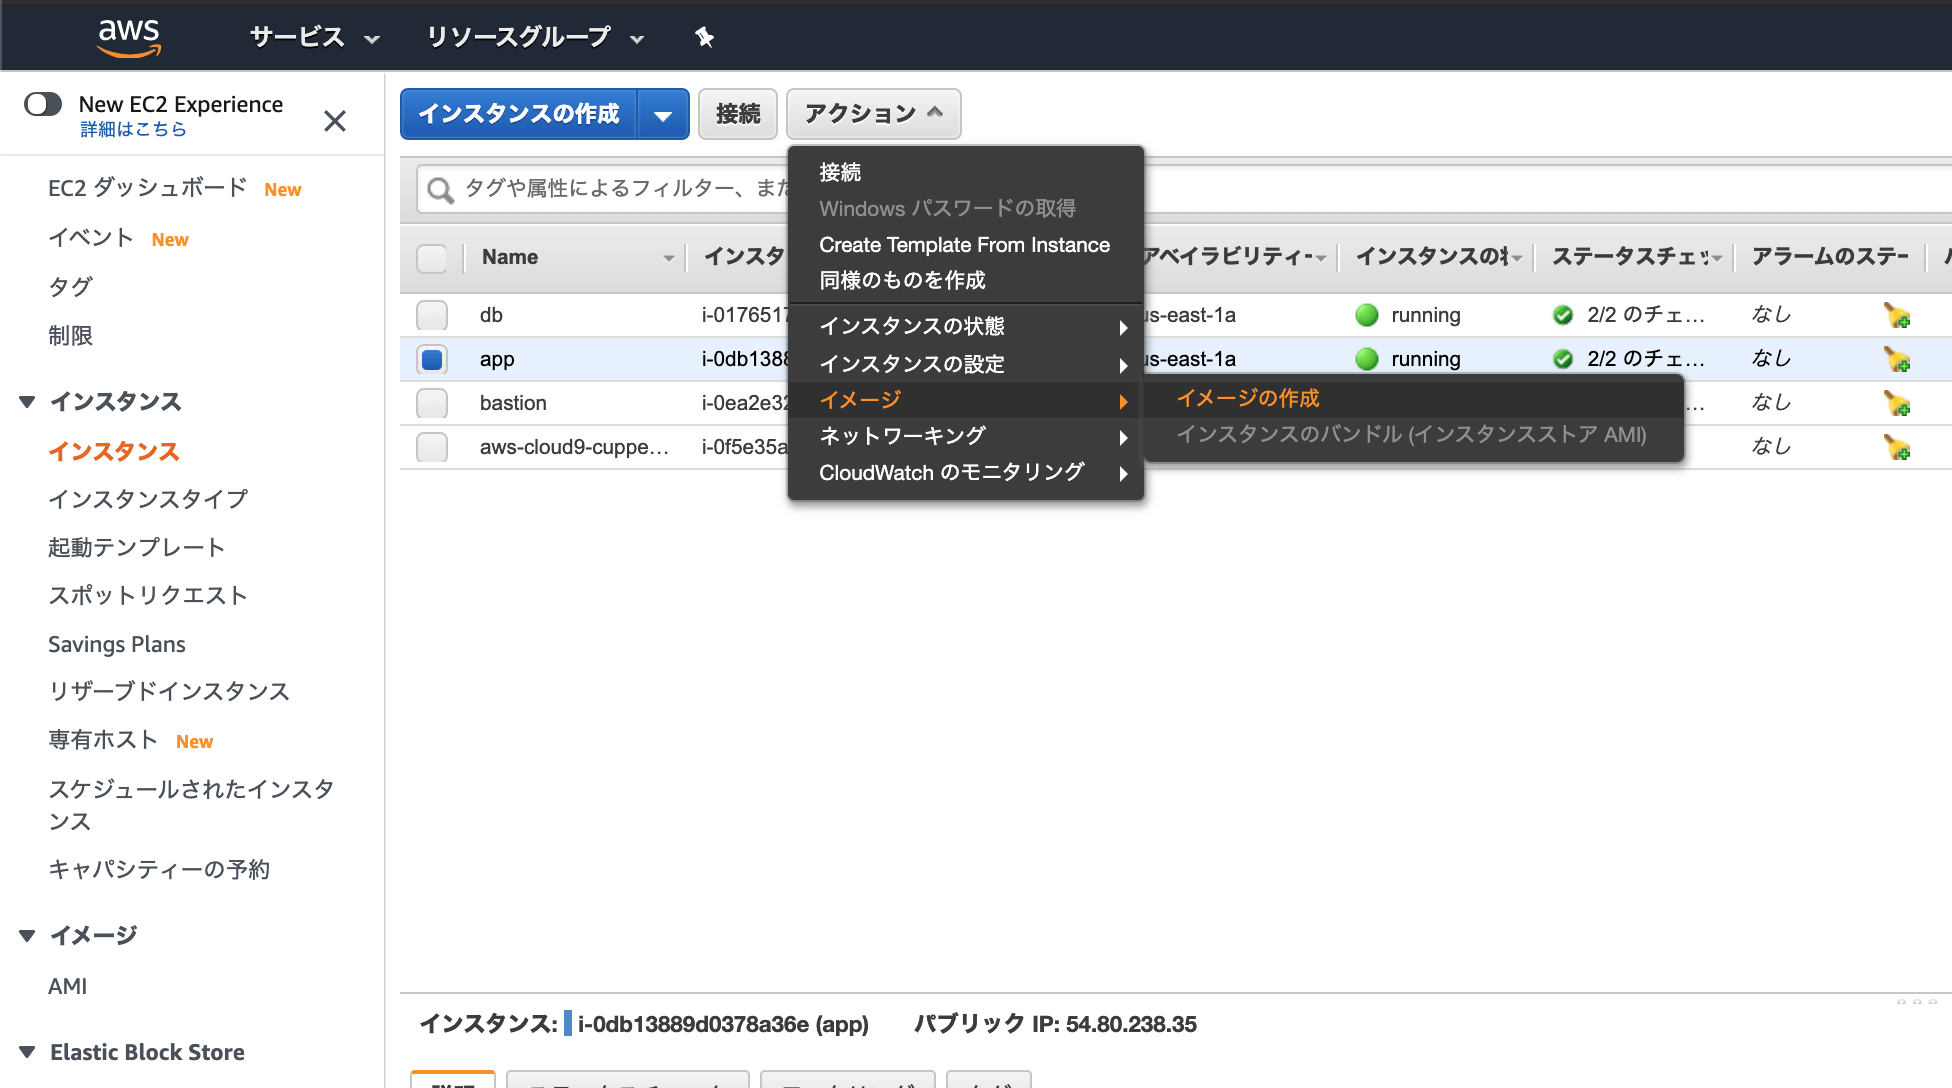 aws サービス リソースグループ
New EC2 Experience
詳細はこちら
EC2 ダッシュボード New
イベント New
タグ
制限
インスタンス
インスタンス
インスタンスタイプ
起動テンプレート
スポットリクエスト
Savings Plans
リザーブドインスタンス
専有ホスト New
スケジュールされたインスタ
ンス
キャパシティーの予約
イメージ
AMI
Elastic Block Store
インスタンスの作成 接続 アクション
タグや属性によるフィルター、また
Name インスタ アベイラビリティー インスタンスの状 ステータスチェッ アラームのステー
db i-0176517 us-east-1a running 2/2 のチェ… なし
app i-0db1388 us-east-1a running 2/2 のチェ… なし
bastion i-0ea2e32 … なし
aws-cloud9-cuppe… i-0f5e35a なし
接続
Windows パスワードの取得
Create Template From Instance
同様のものを作成
インスタンスの状態
インスタンスの設定
イメージ
ネットワーキング
CloudWatch のモニタリング
イメージの作成
インスタンスのバンドル (インスタンスストア AMI)
インスタンス: i-0db13889d0378a36e (app) パブリック IP: 54.80.238.35